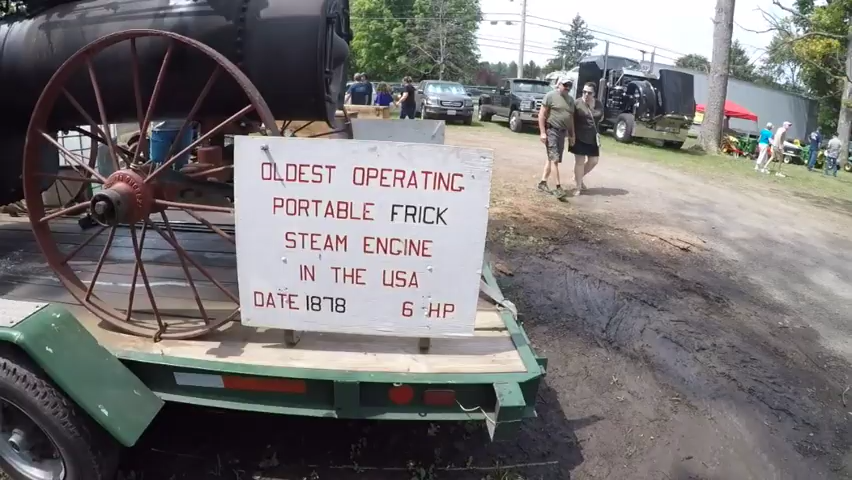 OLDEST OPERATING
PORTABLE FRICK
STEAM ENGINE
IN THE USA
DATE 1878 6 HP